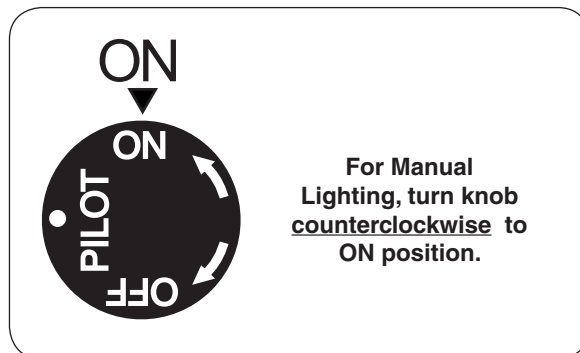 ON
ON
PILOT
OFF
For Manual
Lighting, turn knob
counterclockwise to
ON position.